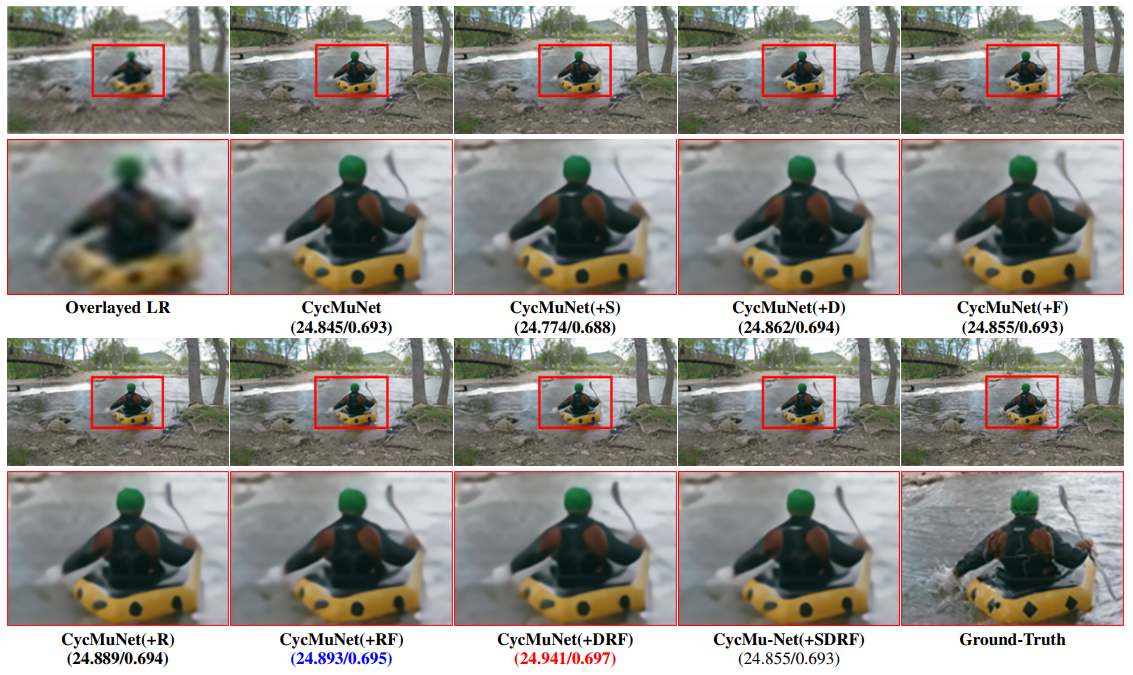 Overlayed LR
CycMuNet
(24.845/0.693)
CycMuNet(+S)
(24.774/0.688)
CycMuNet(+D)
(24.862/0.694)
CycMuNet(+F)
(24.855/0.693)
CycMuNet(+R)
(24.889/0.694)
CycMuNet(+RF)
(24.893/0.695)
CycMuNet(+DRF)
(24.941/0.697)
CycMu-Net(+SDRF)
(24.855/0.693)
Ground-Truth